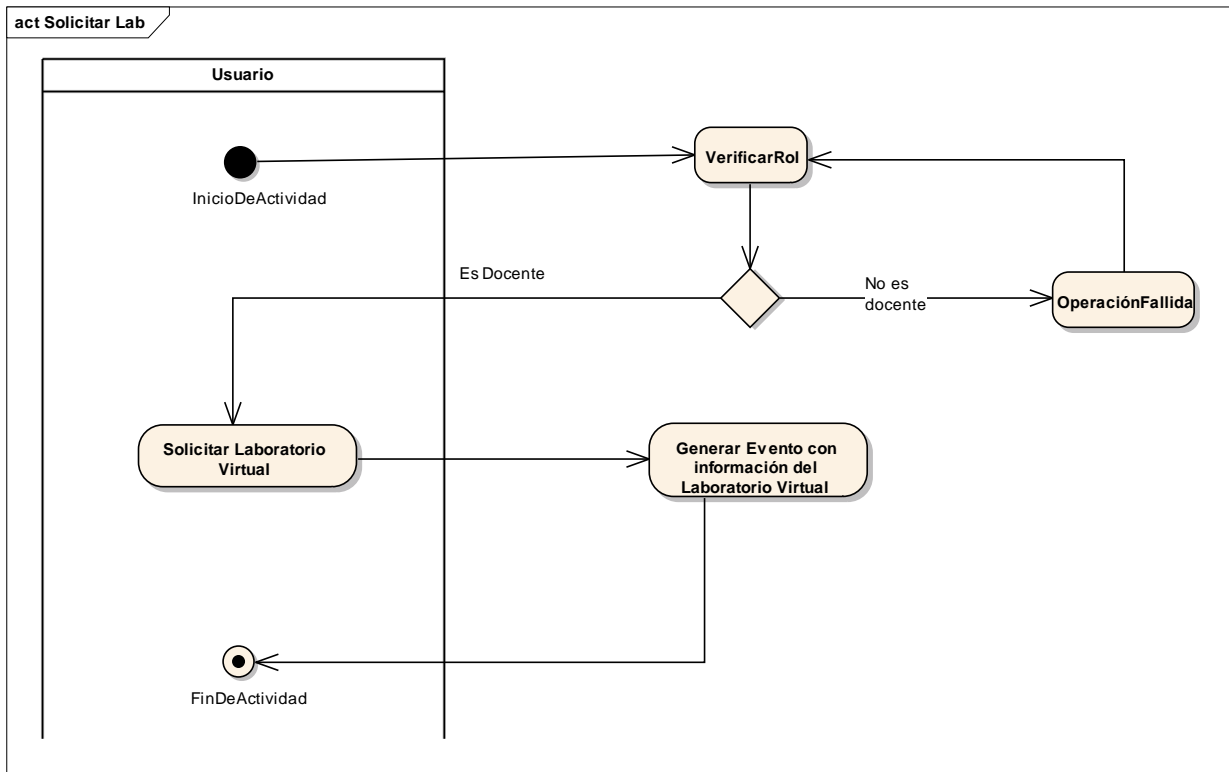 act Solicitar Lab
Usuario
InicioDeActividad
VerificarRol
Es Docente
No es
docente
OperaciónFallida
Solicitar Laboratorio
Virtual
Generar Evento con
información del
Laboratorio Virtual
FinDeActividad